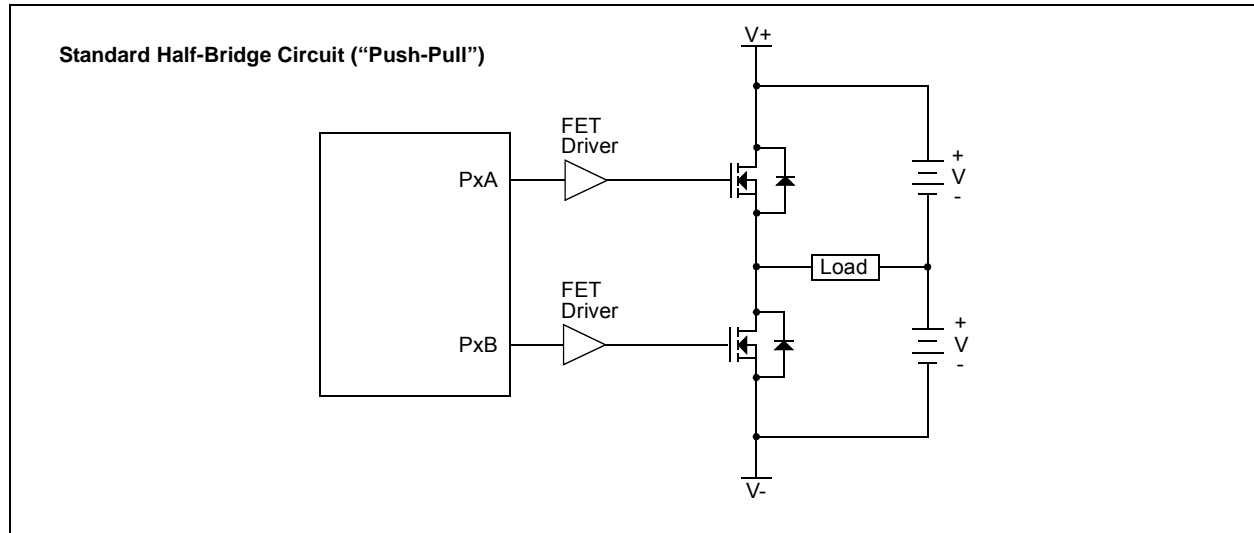 Standard Half-Bridge Circuit (“Push-Pull”)
V+
FET
Driver
PxA
+
V
-
Load
FET
Driver
PxB
+
V
-
V-